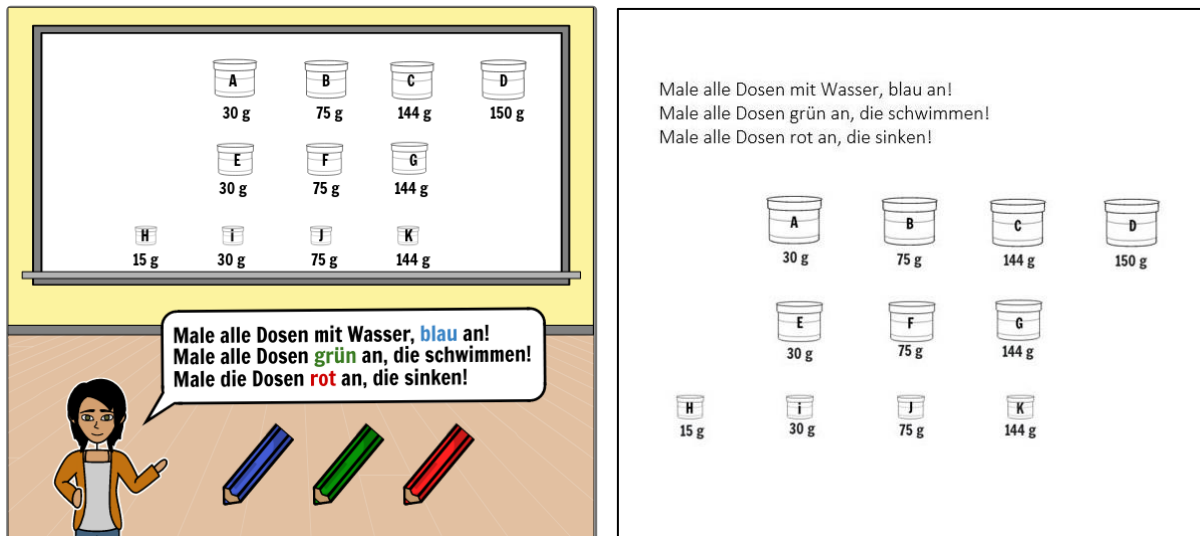 A B C D
30 g 75 g 144 g 150 g
E F G
30 g 75 g 144 g
H i J K
15 g 30 g 75 g 144 g
Male alle Dosen mit Wasser, blau an!
Male alle Dosen grün an, die schwimmen!
Male die Dosen rot an, die sinken!
Male alle Dosen mit Wasser, blau an!
Male alle Dosen grün an, die schwimmen!
Male alle Dosen rot an, die sinken!
A B C D
30 g 75 g 144 g 150 g
E F G
30 g 75 g 144 g
H i J K
15 g 30 g 75 g 144 g